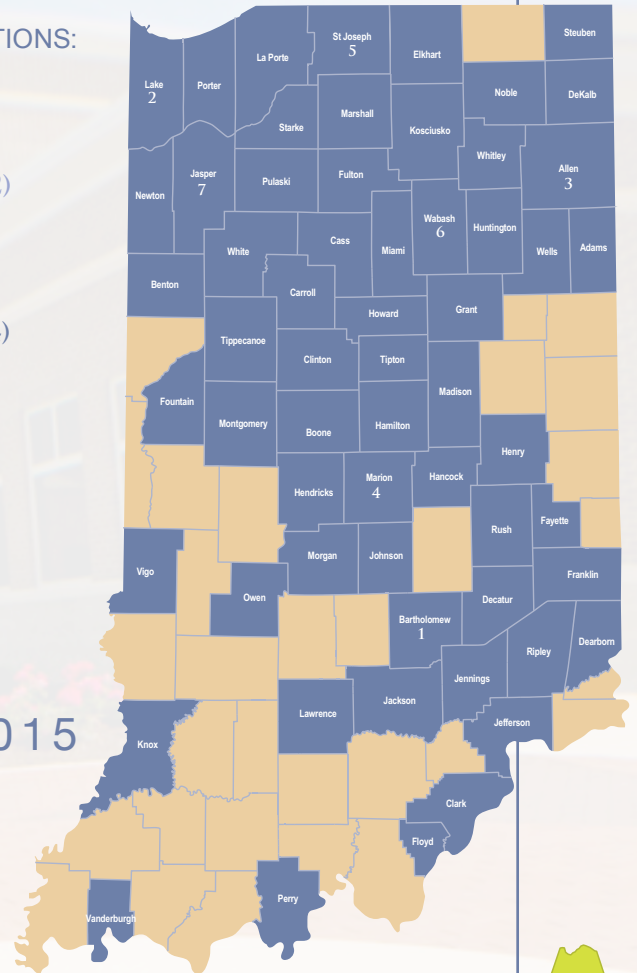 TIONS:
Steuben
St Joseph
5
La Porte
Elkhart
Lake
2
Porter
Noble
DeKalb
Marshall
Starke
Kosciusko
Whitley
Allen
3
Jasper
7
Pulaski
Fulton
)
Newton
Wabash
6
Huntington
White
Cass
Miami
Wells
Adams
Benton
Carroll
Howard
Grant
)
Tippecanoe
Clinton
Tipton
Madison
Fountain
Montgomery
Boone
Hamilton
Henry
Hendricks
Marion
4
Hancock
Rush
Fayette
Morgan
Johnson
Vigo
Franklin
Owen
Decatur
Bartholomew
1
Ripley
Dearborn
Jennings
Jackson
Lawrence
Jefferson
015
Knox
Clark
Floyd
Perry
Vanderburgh